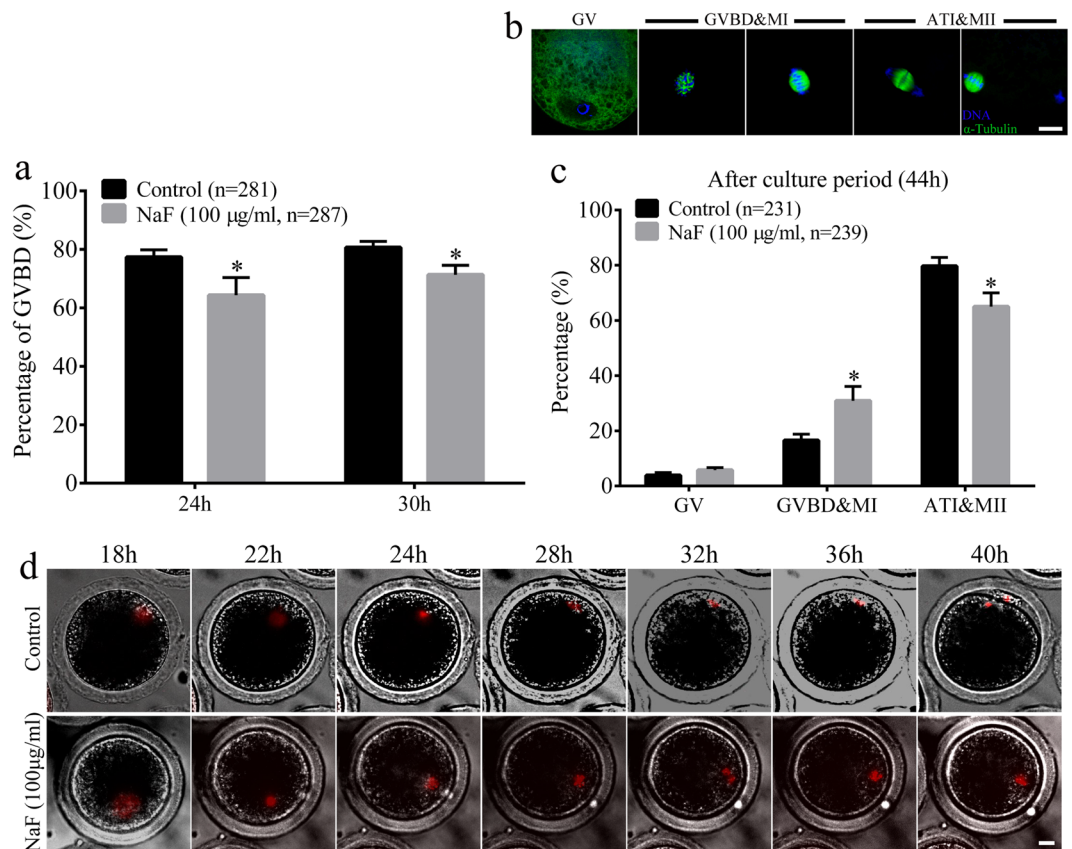 b
GV
GVBD&MI
ATI&MII
DNA
α-Tubulin
a
Percentage of GVBD (%)
100
80
60
40
20
0
Control (n=281)
NaF (100 μg/ml, n=287)
*
*
24h
30h
c
After culture period (44h)
Percentage (%)
100
80
60
40
20
0
Control (n=231)
NaF (100 μg/ml, n=239)
*
*
GV
GVBD&MI
ATI&MII
d
18h
22h
24h
28h
32h
36h
40h
Control
NaF (100μg/ml)